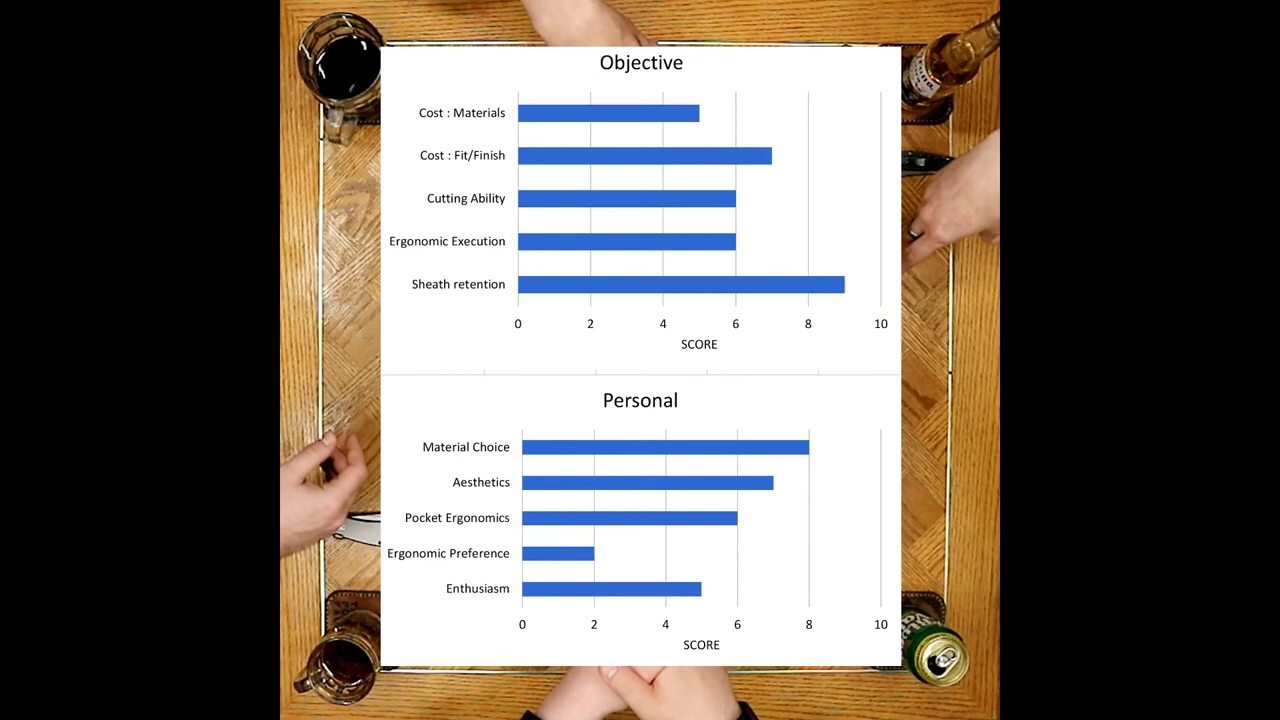 Objective
Cost : Materials
Cost : Fit/Finish
Cutting Ability
Ergonomic Execution
Sheath retention
0 2 4 6 8 10
SCORE
Personal
Material Choice
Aesthetics
Pocket Ergonomics
Ergonomic Preference
Enthusiasm
0 2 4 6 8 10
SCORE